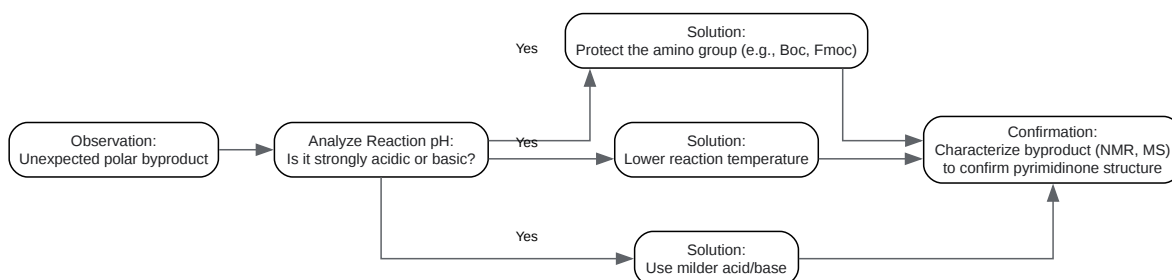 Observation:
Unexpected polar byproduct
Analyze Reaction pH:
Is it strongly acidic or basic?
Yes
Solution:
Protect the amino group (e.g., Boc, Fmoc)
Yes
Solution:
Lower reaction temperature
Yes
Solution:
Use milder acid/base
Confirmation:
Characterize byproduct (NMR, MS)
to confirm pyrimidinone structure